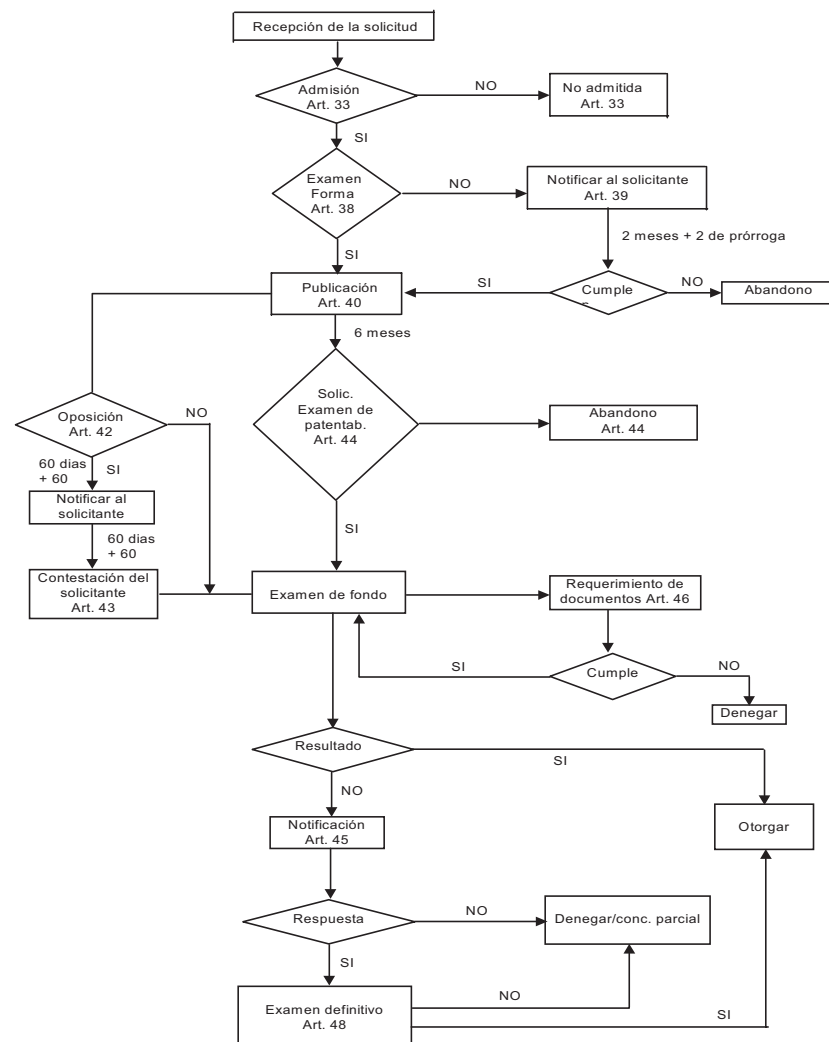 Recepción de la solicitud
Admisión
Art. 33
NO
No admitida
Art. 33
SI
Examen
Forma
Art. 38
NO
Notificar al solicitante
Art. 39
2 meses + 2 de prórroga
SI
Publicación
Art. 40
SI
Cumple
NO
Abandono
6 meses
Solic.
Examen de
patentab.
Art. 44
Abandono
Art. 44
Oposición
Art. 42
NO
60 dias
+ 60
SI
Notificar al
solicitante
60 dias
+ 60
SI
Contestación del
solicitante
Art. 43
Examen de fondo
Requerimiento de
documentos Art. 46
SI
Cumple
NO
Denegar
Resultado
SI
NO
Notificación
Art. 45
Otorgar
Respuesta
NO
Denegar/conc. parcial
SI
Examen definitivo
Art. 48
NO
SI